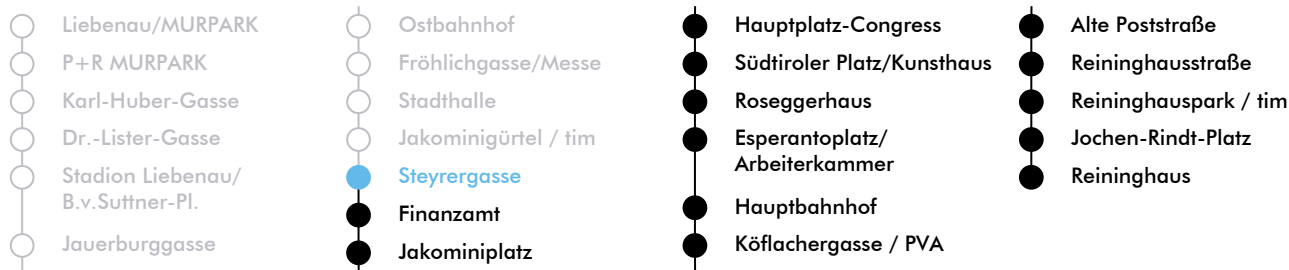 Liebenau/MURPARK
P+R MURPARK
Karl-Huber-Gasse
Dr.-Lister-Gasse
Stadion Liebenau/
B.v.Suttner-Pl.
Jauerburggasse
Ostbahnhof
Fröhlichgasse/Messe
Stadthalle
Jakominigürtel / tim
Steyrergasse
Finanzamt
Jakominiplatz
Hauptplatz-Congress
Südtiroler Platz/Kunsthaus
Roseggerhaus
Esperantoplatz/
Arbeiterkammer
Hauptbahnhof
Köflachergasse / PVA
Alte Poststraße
Reininghausstraße
Reininghauspark / tim
Jochen-Rindt-Platz
Reininghaus